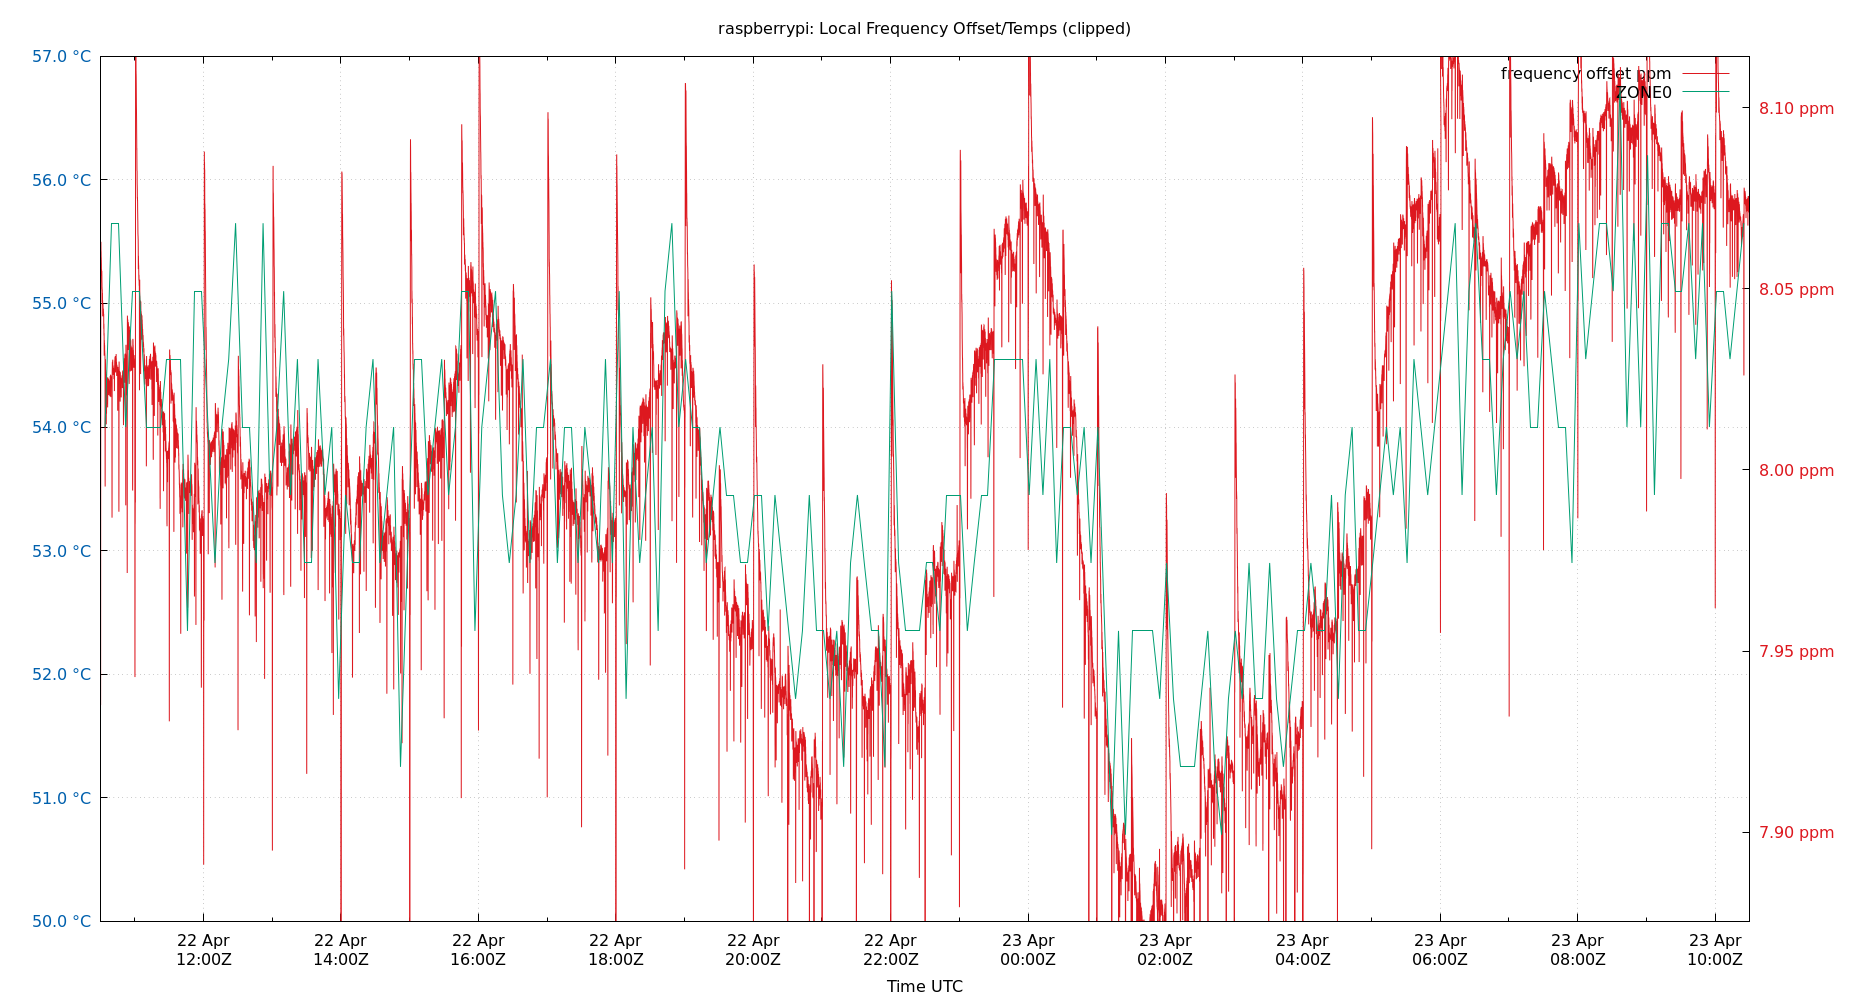 raspberrypi: Local Frequency Offset/Temps (clipped)
frequency offset ppm
ZONE0
57.0 °C
56.0 °C
55.0 °C
54.0 °C
53.0 °C
52.0 °C
51.0 °C
50.0 °C
8.10 ppm
8.05 ppm
8.00 ppm
7.95 ppm
7.90 ppm
22 Apr
12:00Z
22 Apr
14:00Z
22 Apr
16:00Z
22 Apr
18:00Z
22 Apr
20:00Z
22 Apr
22:00Z
23 Apr
00:00Z
23 Apr
02:00Z
23 Apr
04:00Z
23 Apr
06:00Z
23 Apr
08:00Z
23 Apr
10:00Z
Time UTC